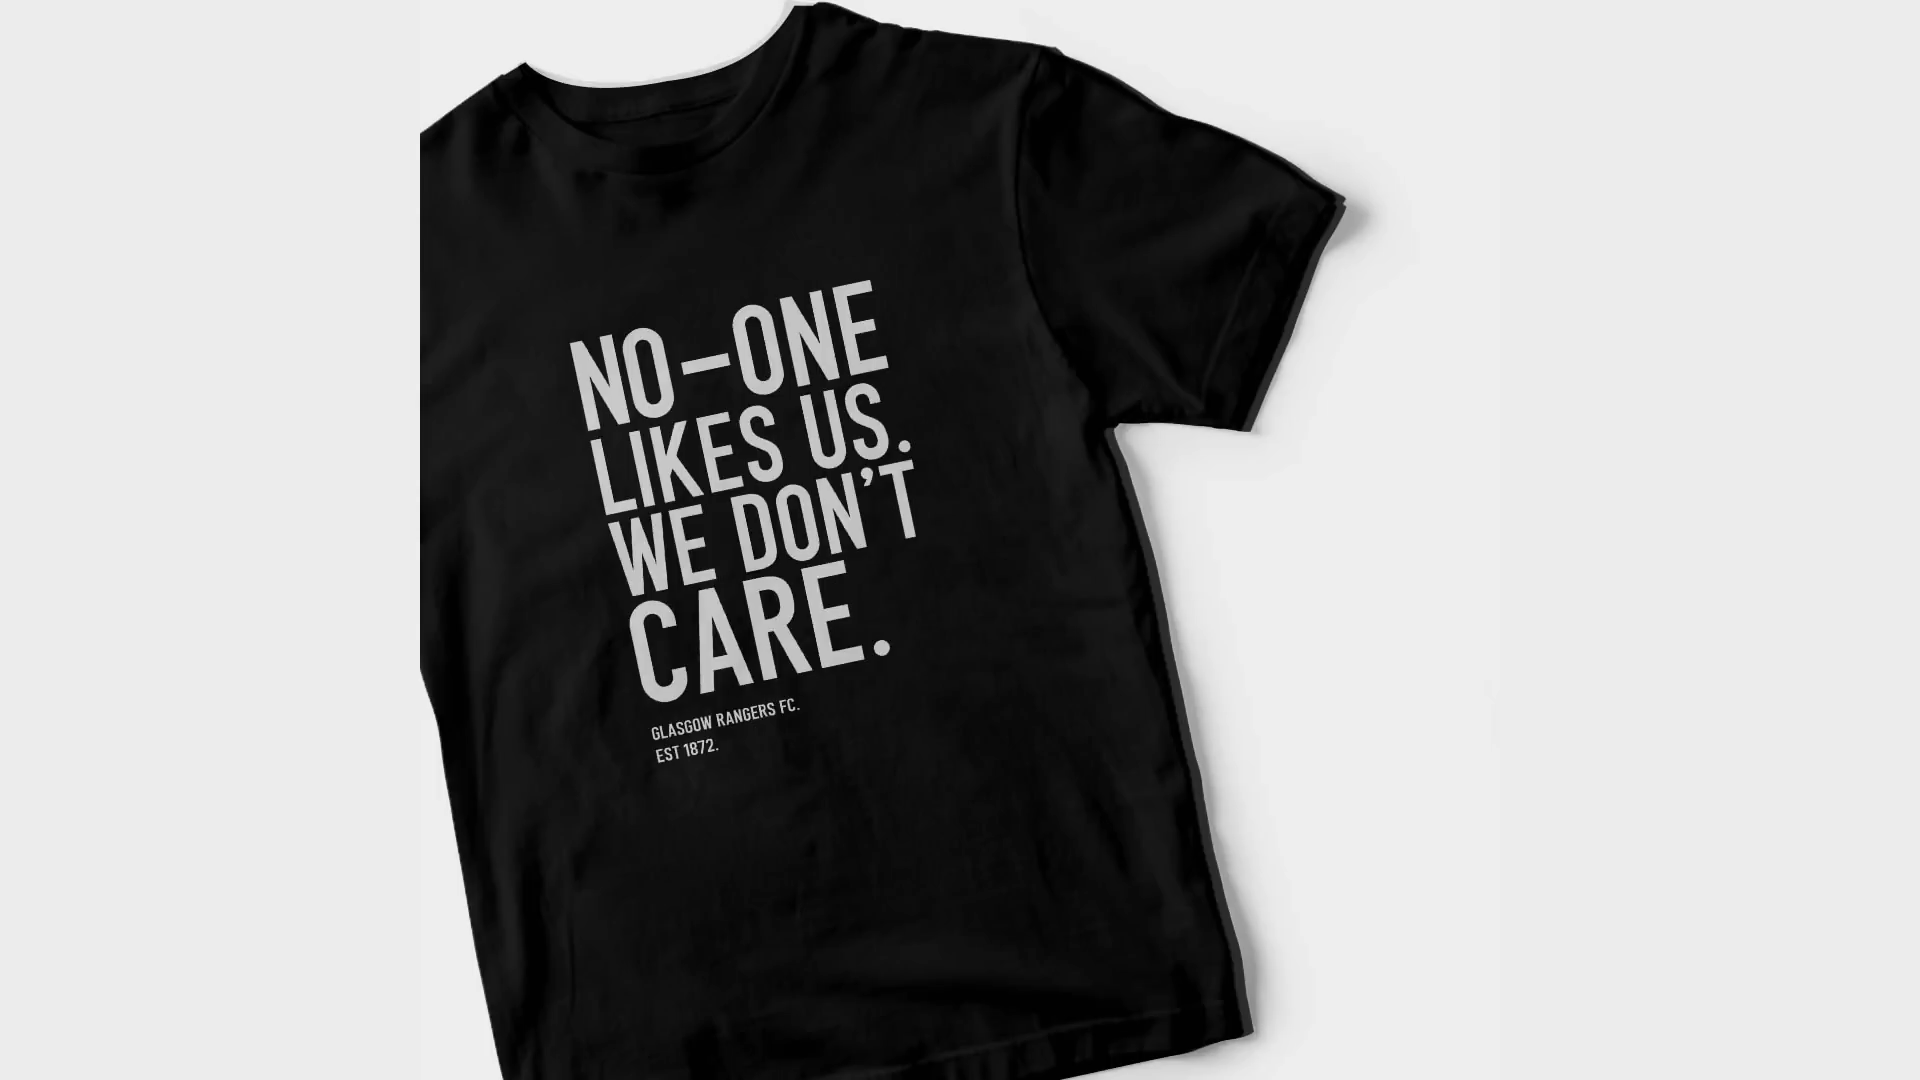 NO-ONE
LIKES US.
WE DON'T
CARE.
GLASGOW RANGERS FC.
EST 1872.